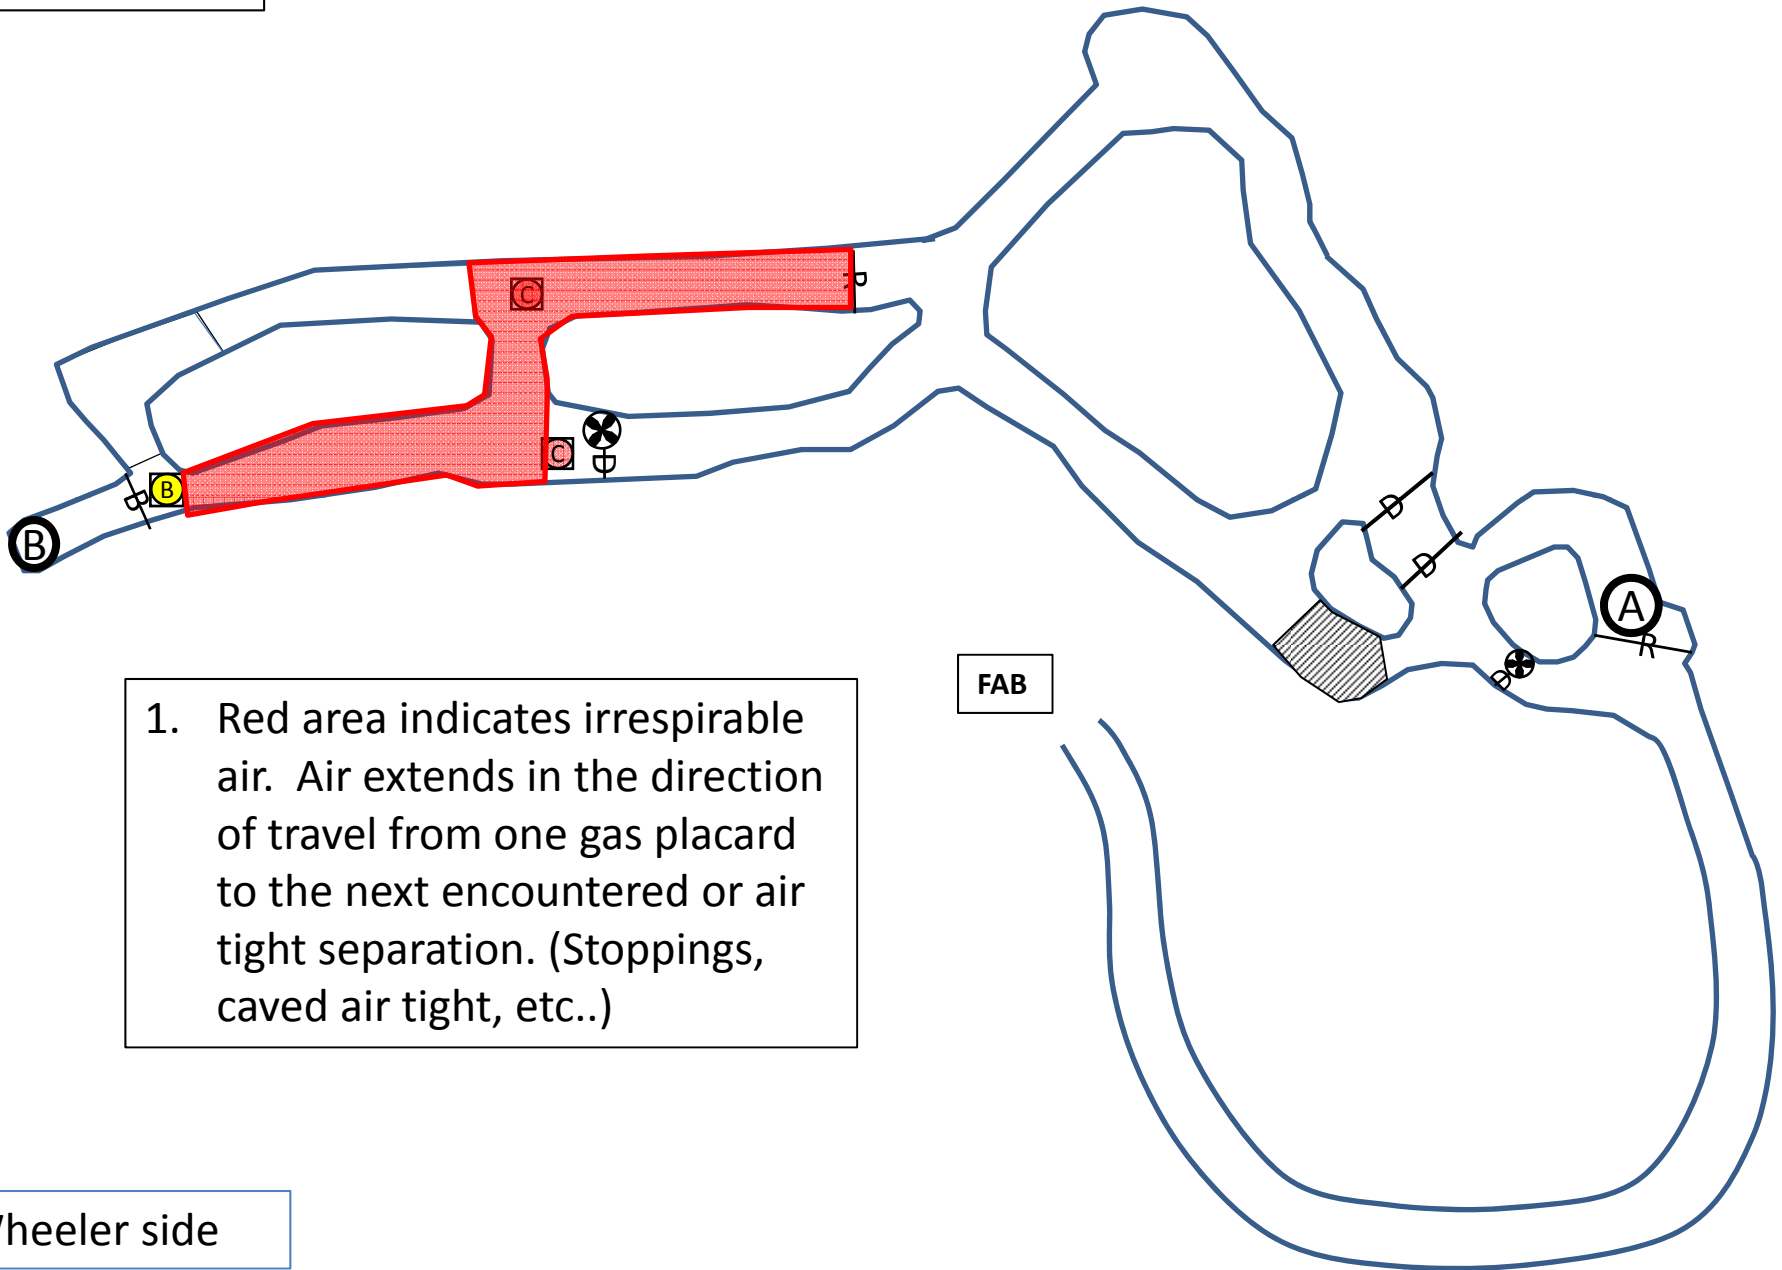 C
R
C
D
B
B
B
D
D
A
R
D
FAB
1. Red area indicates irrespirable
air. Air extends in the direction
of travel from one gas placard
to the next encountered or air
tight separation. (Stoppings,
caved air tight, etc..)
heeler side